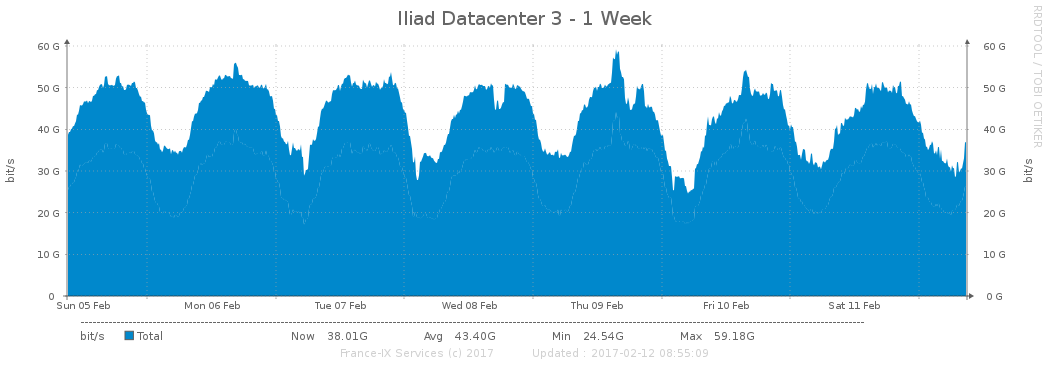 Iliad Datacenter 3 - 1 Week
RRDTOOL / TOBI OETIKER
bit/s
60 G 60 G
50 G 50 G
40 G 40 G
30 G 30 G
20 G 20 G
10 G 10 G
0 0 G
bit/s
Sun 05 Feb Mon 06 Feb Tue 07 Feb Wed 08 Feb Thu 09 Feb Fri 10 Feb Sat 11 Feb
bit/s Total Now 38.01G Avg 43.40G Min 24.54G Max 59.18G
France-IX Services (c) 2017 Updated : 2017-02-12 08:55:09